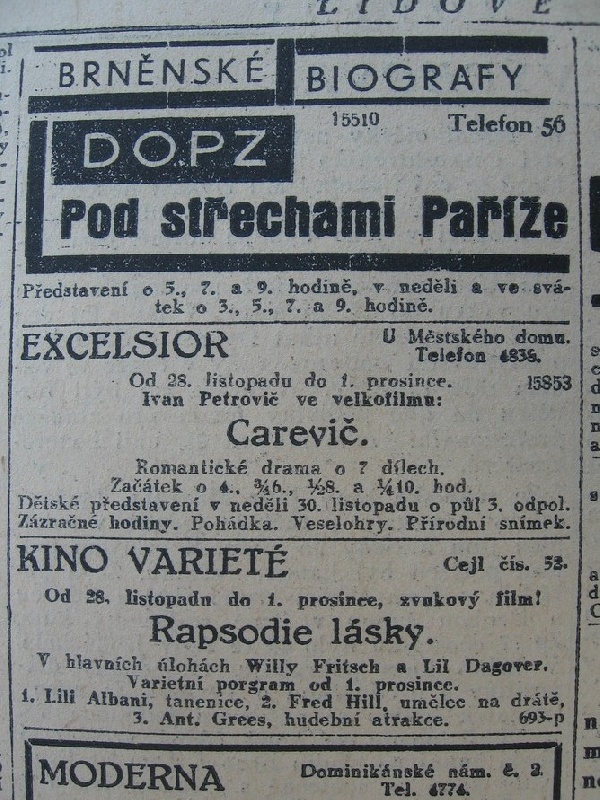 LIDOVÉ
BRNĚNSKÉ BIOGRAFY
DOPZ
15510 Telefon 56
Pod střechami Paříže
Představení o 5., 7. a 9. hodině, v neděli a ve svá-
tek o 3., 5., 7. a 9. hodině.
EXCELSIOR
U Městského domu.
Telefon 4838.
Od 28. listopadu do 1. prosince. 15853
Ivan Petrovič ve velkofilmu:
Carevič.
Romantické drama o 7 dílech.
Začátek o 4., ¾6., ½8. a ¼10. hod.
Dětské představení v neděli 30. listopadu o půl 3. odpol.
Zázračné hodiny. Pohádka. Veselohry. Přírodní snímek.
KINO VARIETÉ Cejl čís. 53.
Od 28. listopadu do 1. prosince, zvukový film!
Rapsodie lásky.
V hlavních úlohách Willy Fritsch a Lil Dagover.
Varietní porgram od 1. prosince.
1. Lili Albani, tanenice, 2. Fred Hill, umělec na drátě,
3. Ant. Grees, hudební atrakce. 693-p
MODERNA
Dominikánské nám. č. 2.
Tel. 4774.